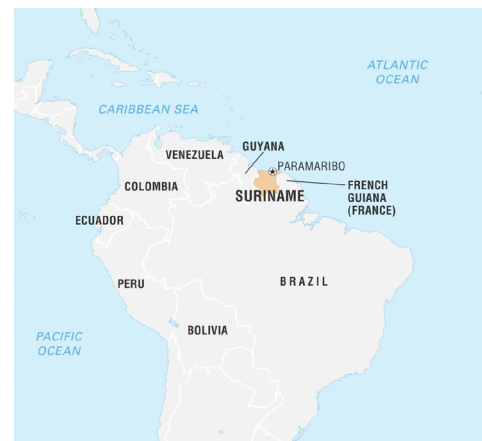 ATLANTIC
OCEAN
CARIBBEAN SEA
GUYANA
VENEZUELA
PARAMARIBO
COLOMBIA
FRENCH
GUIANA
(FRANCE)
SURINAME
ECUADOR
PERU
BRAZIL
BOLIVIA
PACIFIC
OCEAN